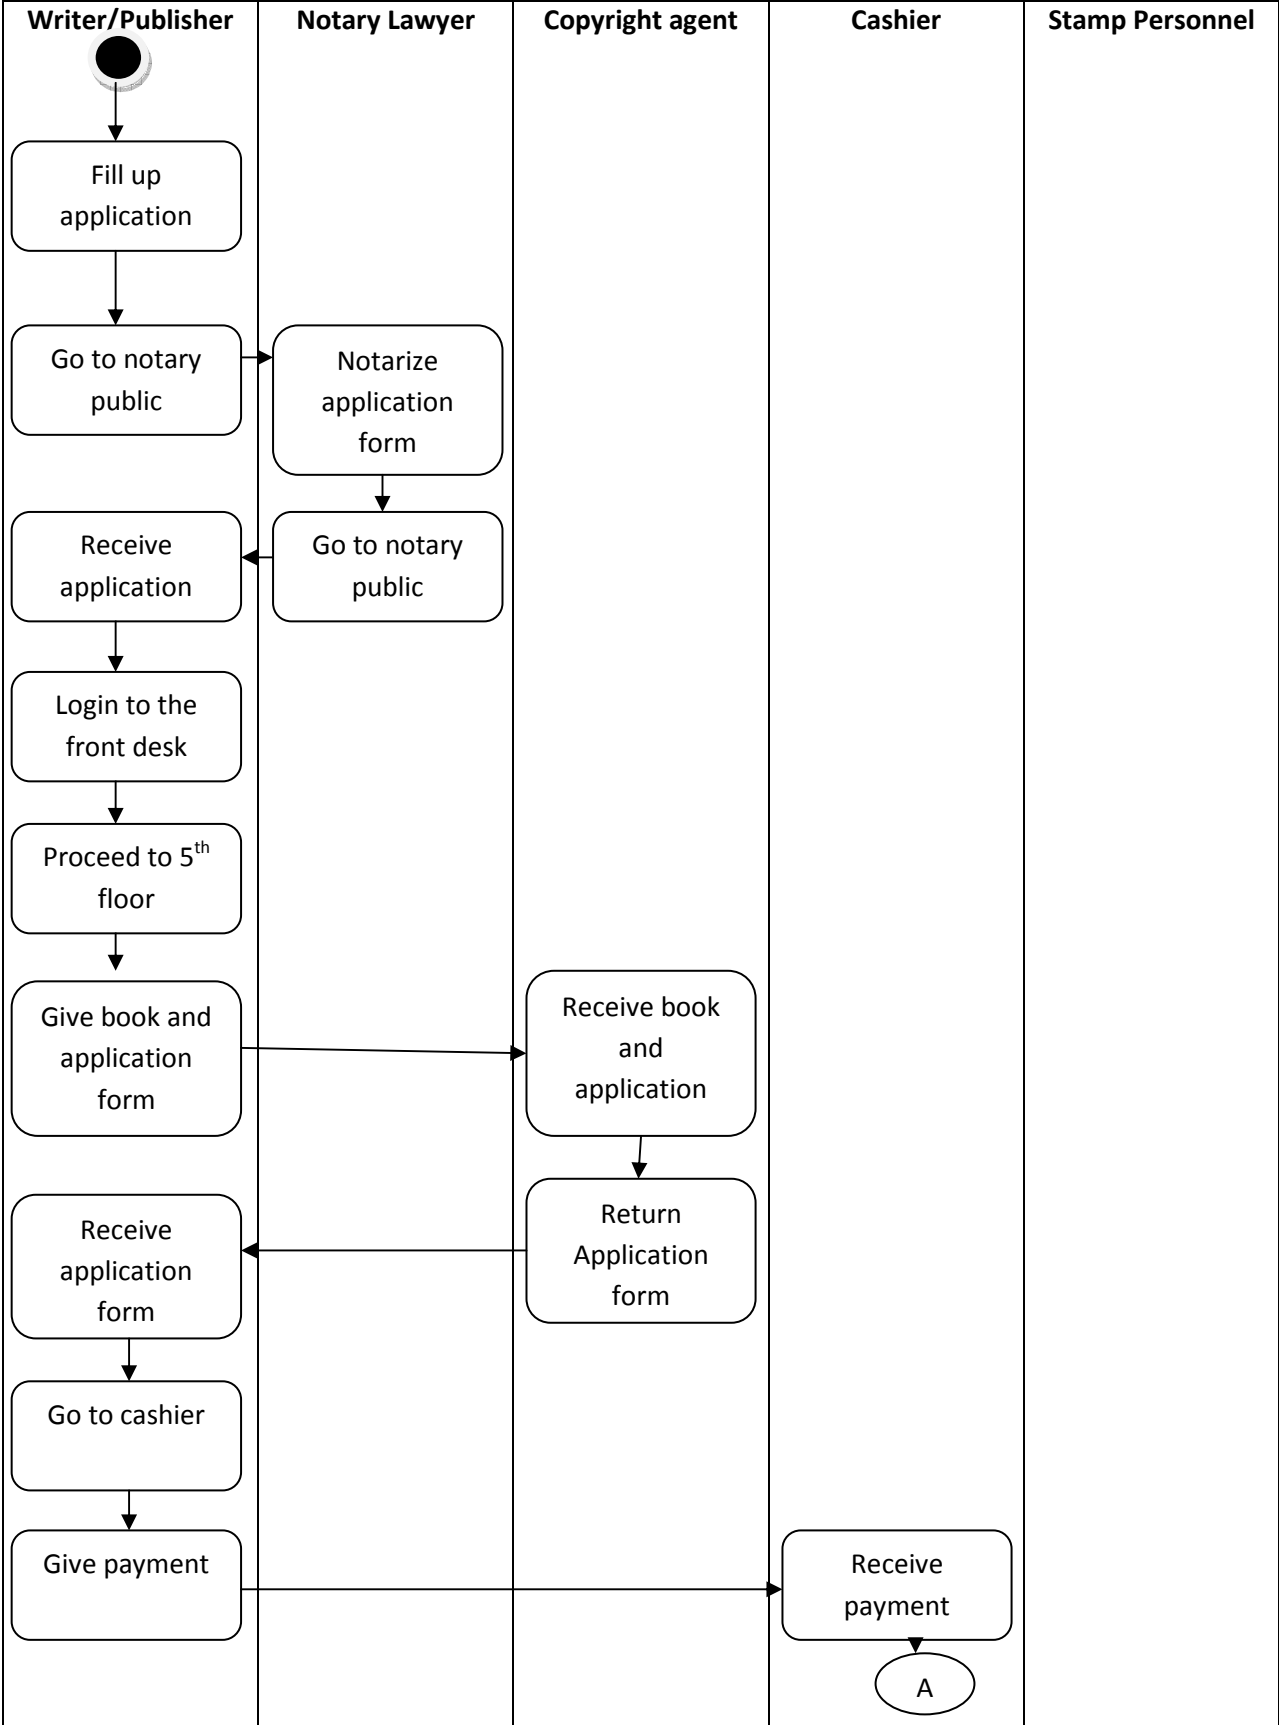 Writer/Publisher
Notary Lawyer
Copyright agent
Cashier
Stamp Personnel
Fill up
application
Go to notary
public
Notarize
application
form
Receive
application
Go to notary
public
Login to the
front desk
Proceed to 5th
floor
Give book and
application
form
Receive book
and
application
Receive
application
form
Return
Application
form
Go to cashier
Give payment
Receive
payment
A